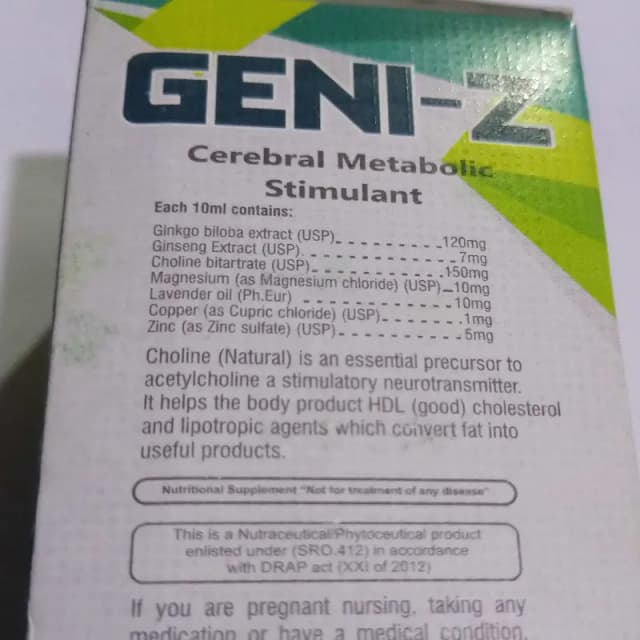 GENI-Z
Cerebral Metabolic
Stimulant
Each 10ml contains:
Ginkgo biloba extract (USP)- - - - - - - - - -120mg
Ginseng Extract (USP). - - - - - - - - - - - - 7mg
Choline bitartrate (USP)- - - - - - - - - - - -.150mg
Magnesium (as Magnesium chloride) (USP)-10mg
Lavender oil (Ph.Eur) - - - - - - - - - - - - 10mg
Copper (as Cupric chloride) (USP)- - - - - - -.1mg
Zinc (as Zinc sulfate) (USP)- - - - - - - - - - 5mg
Choline (Natural) is an essential precursor to
acetylcholine a stimulatory neurotransmitter.
It helps the body product HDL (good) cholesterol
and lipotropic agents which convert fat into
useful products.
Nutritional Supplement "Not for treatment of any disease"
This is a Nutraceutical/Phytoceutical product
enlisted under (SRO.412) in accordance
with DRAP act (XXI of 2012)
If you are pregnant nursing, taking any
medication or have a medical condition,